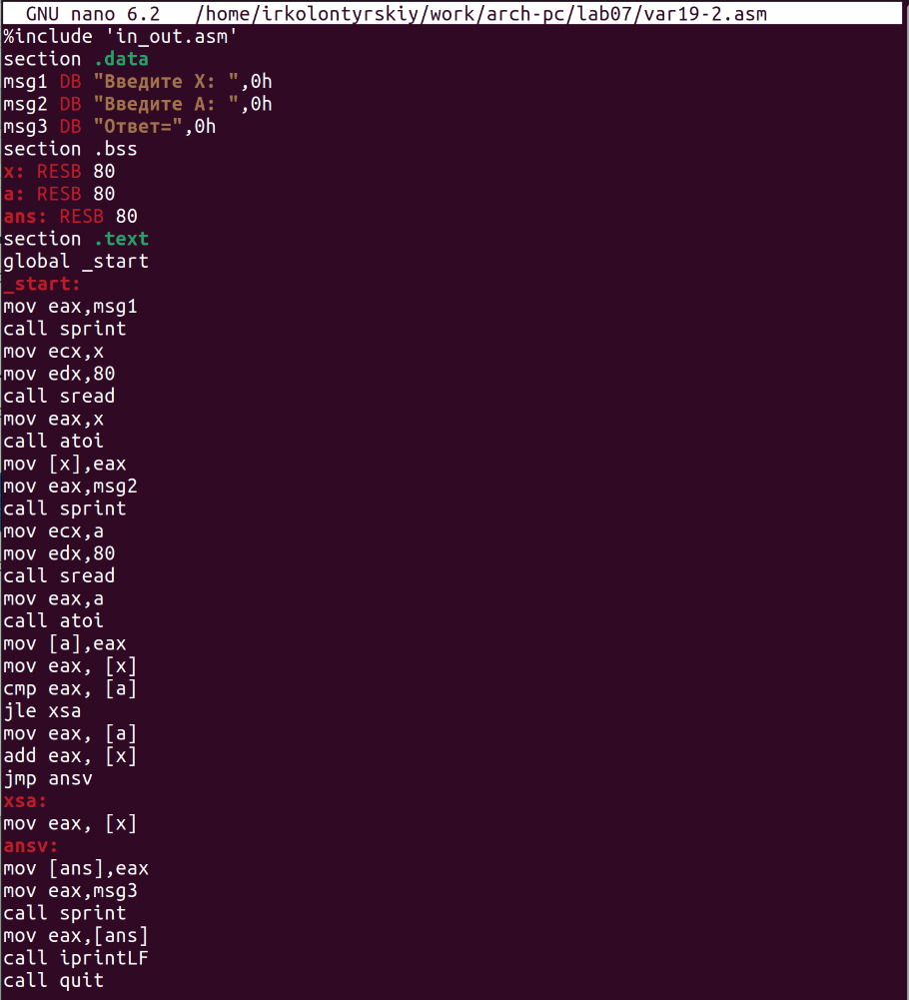 GNU nano 6.2 /home/irkolontyrskiy/work/arch-pc/lab07/var19-2.asm
%include 'in_out.asm'
section .data
msg1 DB "Введите X: ",0h
msg2 DB "Введите A: ",0h
msg3 DB "Ответ=",0h
section .bss
x: RESB 80
a: RESB 80
ans: RESB 80
section .text
global _start
_start:
mov eax,msg1
call sprint
mov ecx,x
mov edx,80
call sread
mov eax,x
call atoi
mov [x],eax
mov eax,msg2
call sprint
mov ecx,a
mov edx,80
call sread
mov eax,a
call atoi
mov [a],eax
mov eax, [x]
cmp eax, [a]
jle xsa
mov eax, [a]
add eax, [x]
jmp ansv
xsa:
mov eax, [x]
ansv:
mov [ans],eax
mov eax,msg3
call sprint
mov eax,[ans]
call iprintLF
call quit